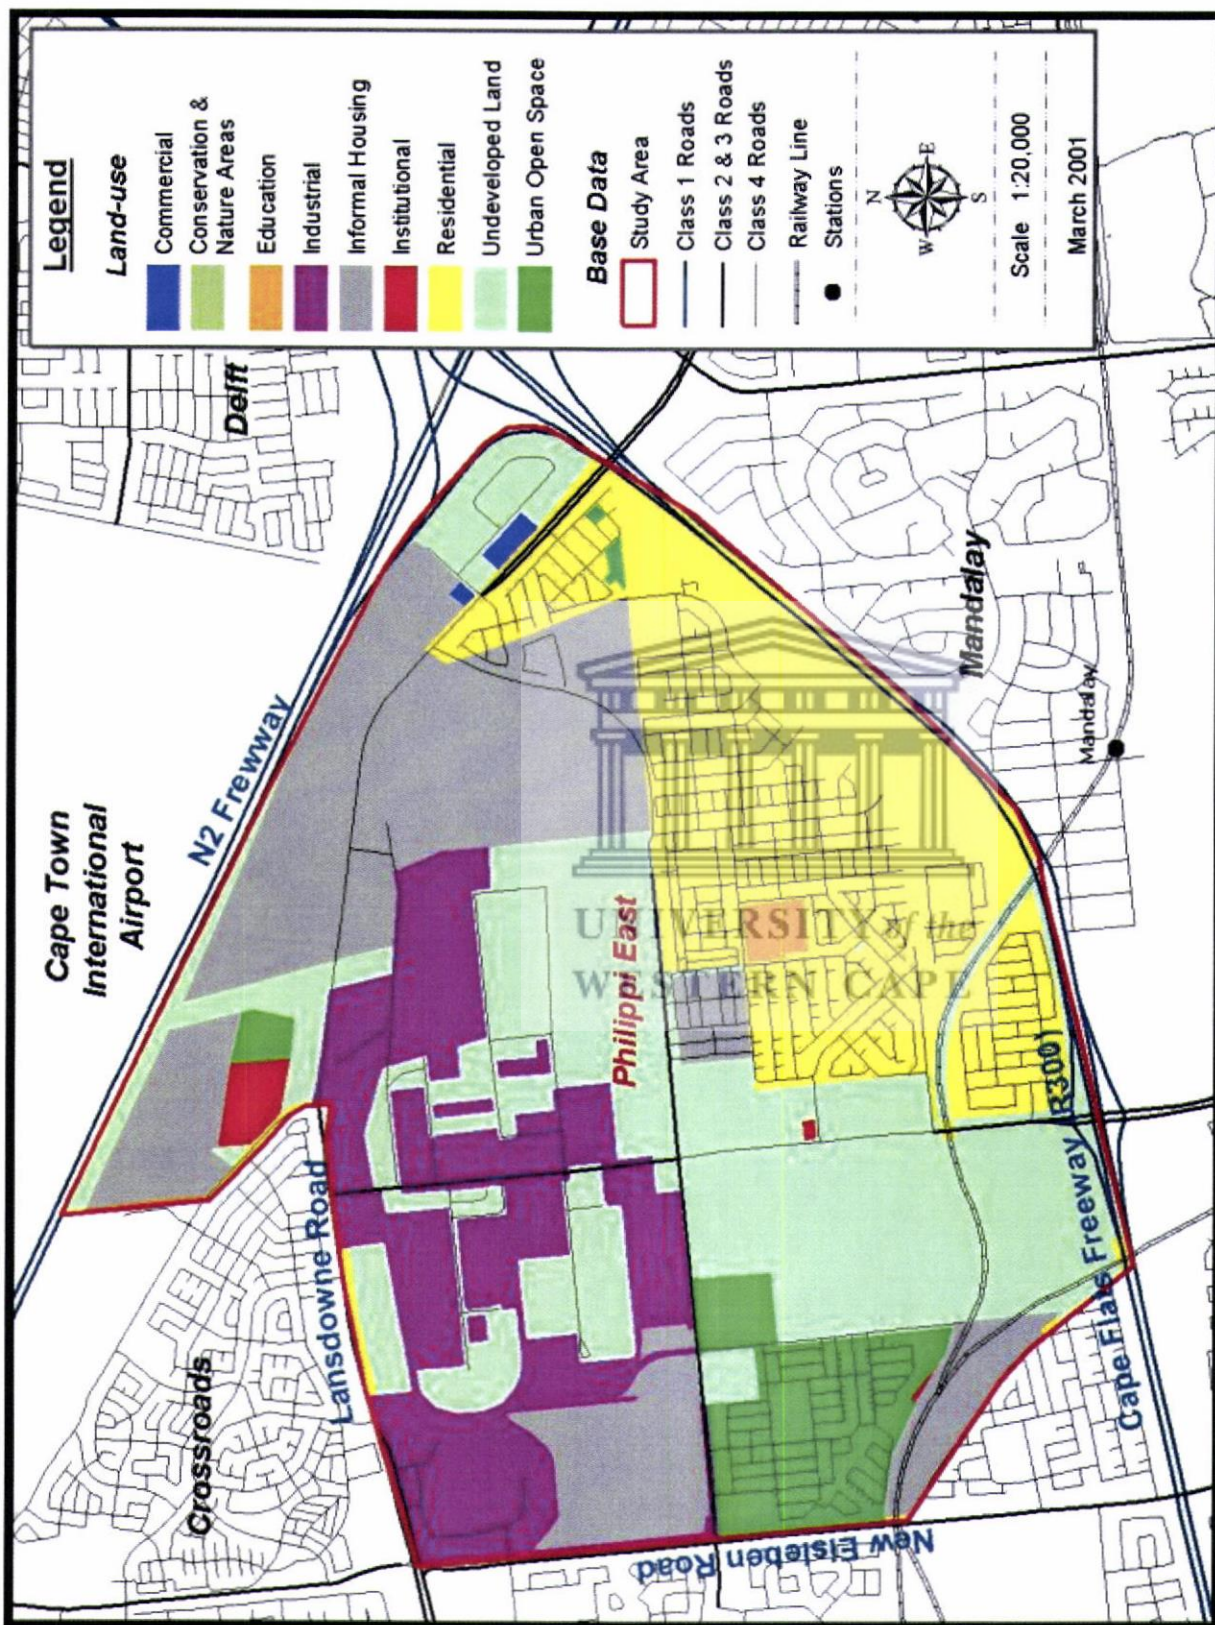 Legend
Land-use
Commercial
Conservation &
Nature Areas
Education
Industrial
Informal Housing
Institutional
Residential
Undeveloped Land
Urban Open Space
Base Data
Study Area
Class 1 Roads
Class 2 & 3 Roads
Class 4 Roads
Railway Line
Stations
N
W
E
S
Scale 1:20,000
March 2001
Cape Town
International
Airport
Delft
N2 Frewway
Crossroads
Lansdowne Road
Philippi East
Mandalay
Mandalay
New Eisleben Road
Cape Flats Freeway (R300)
UNIVERSITY of the
WESTERN CAPE